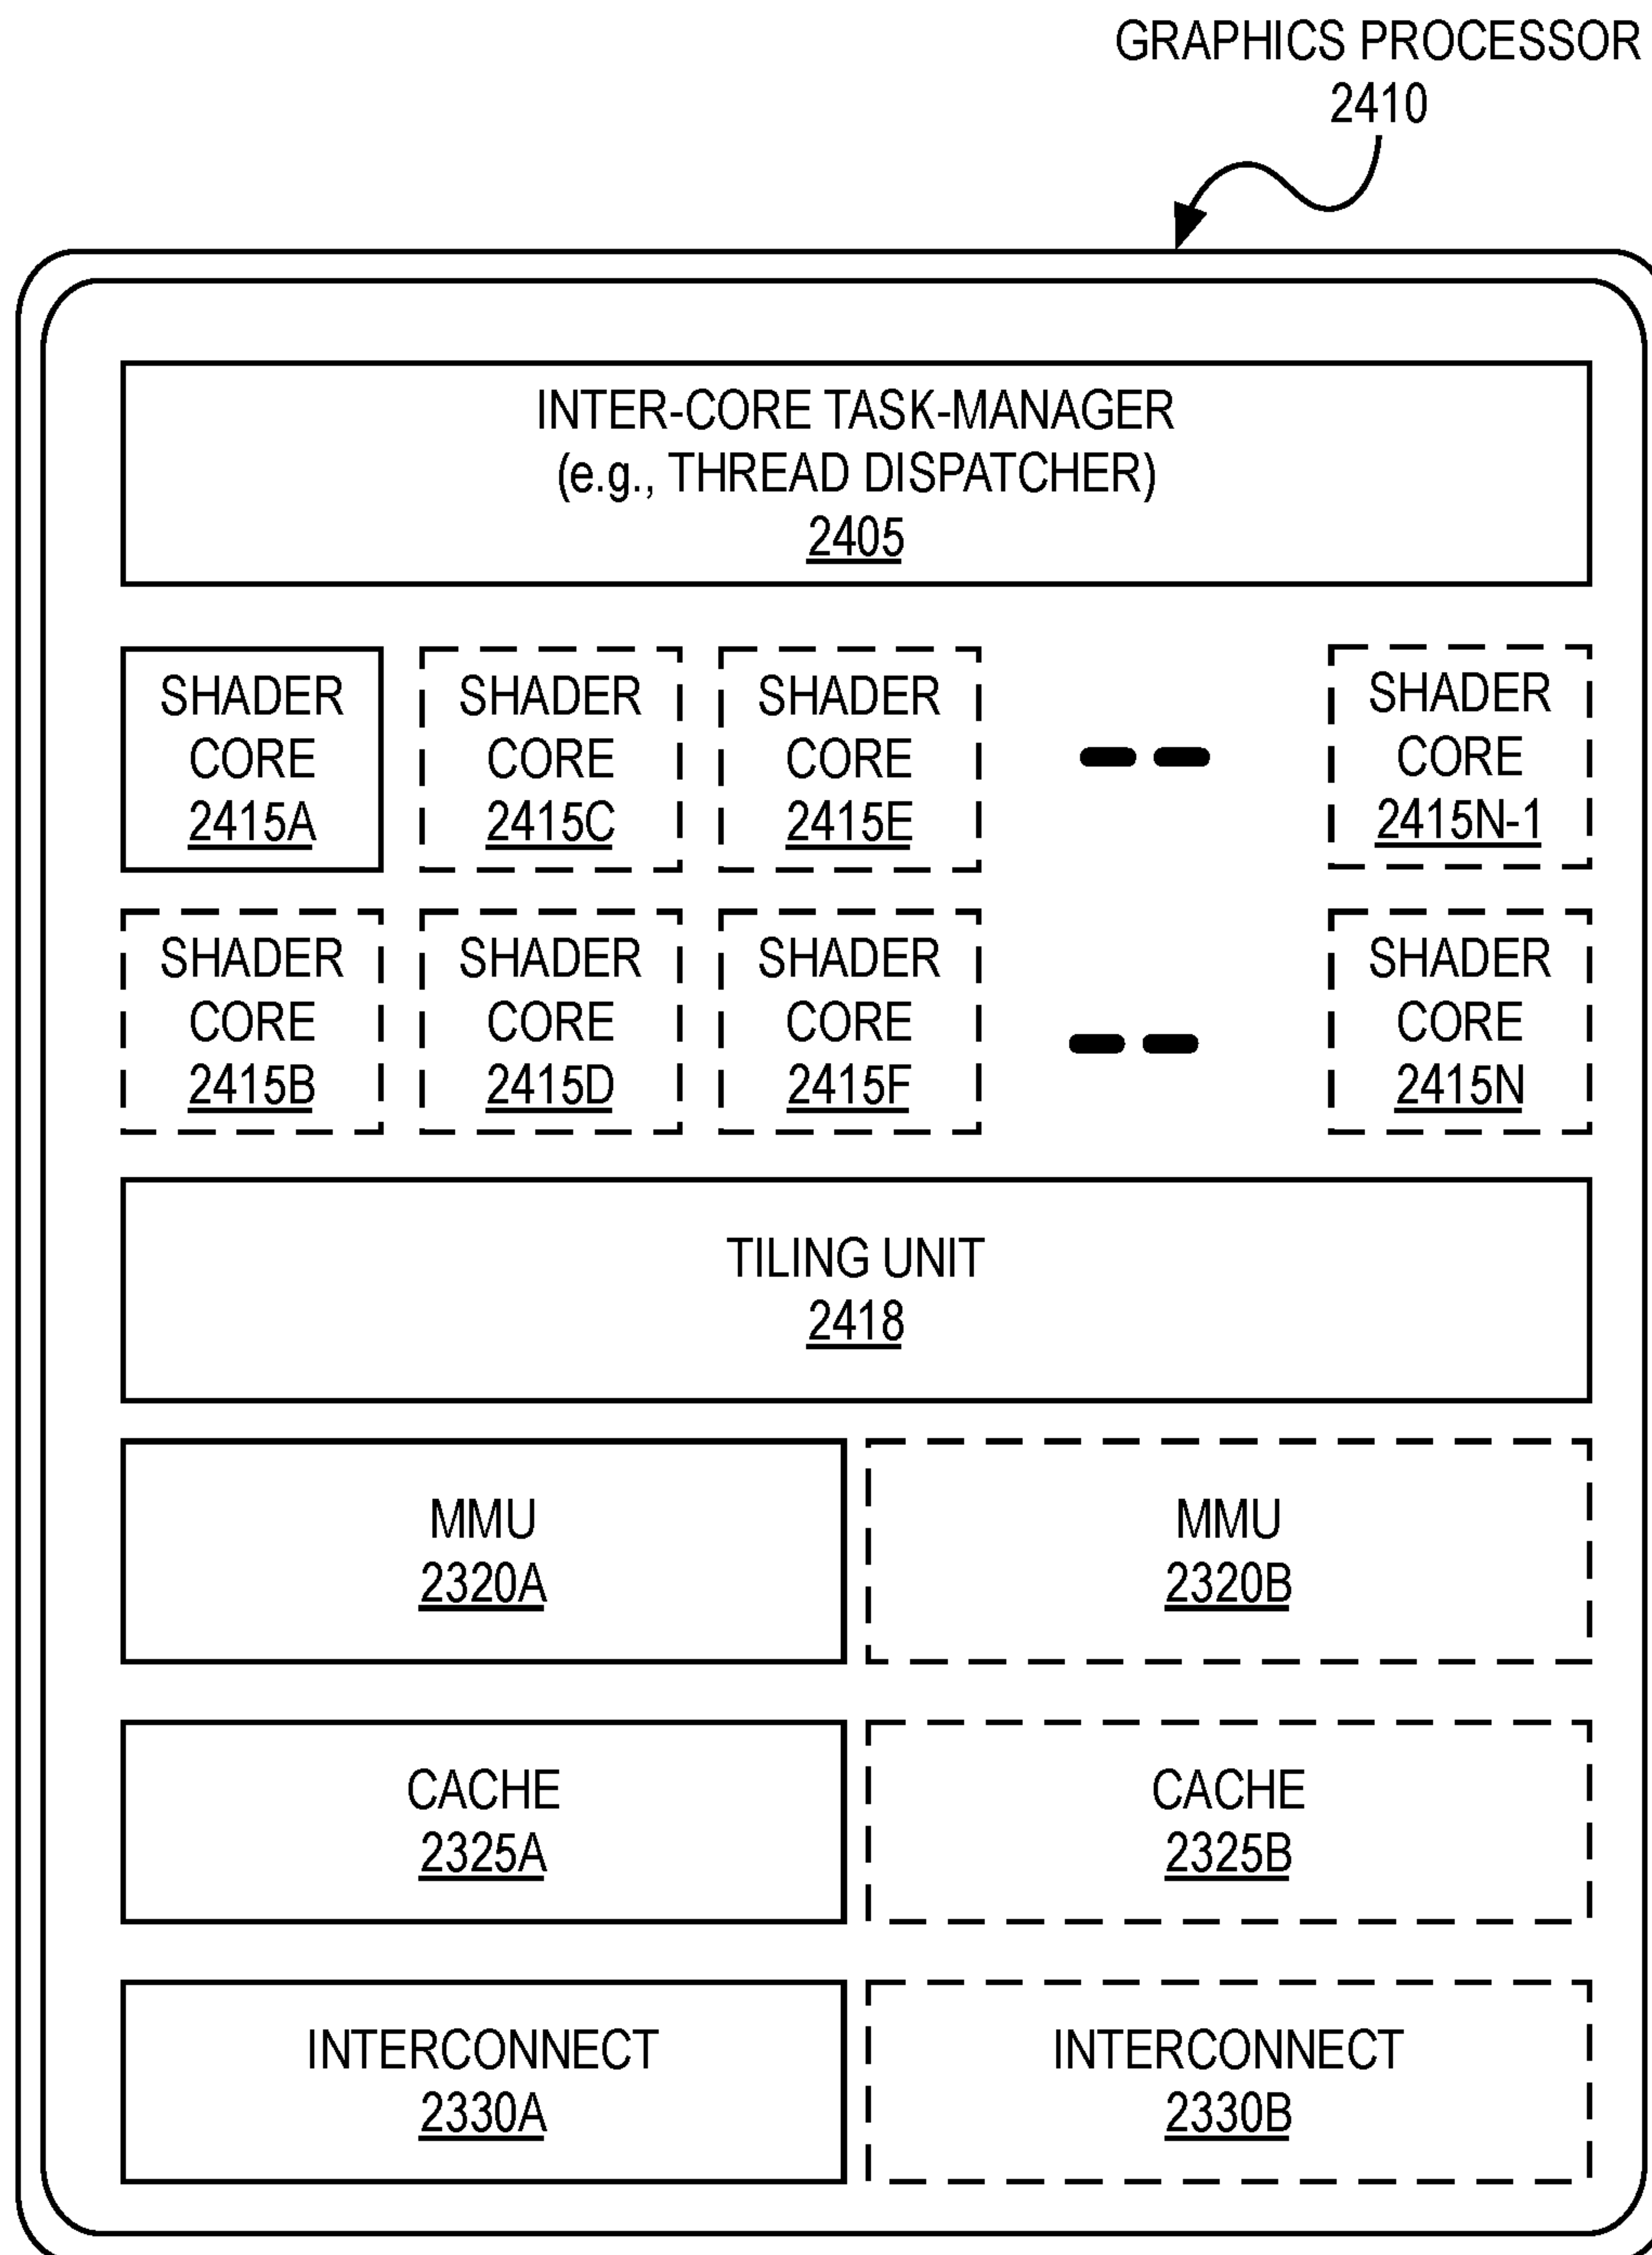 GRAPHICS PROCESSOR
2410
INTER-CORE TASK-MANAGER
(e.g., THREAD DISPATCHER)
2405
SHADER
CORE
2415A
SHADER
CORE
2415C
SHADER
CORE
2415E
SHADER
CORE
2415N-1
SHADER
CORE
2415B
SHADER
CORE
2415D
SHADER
CORE
2415F
SHADER
CORE
2415N
TILING UNIT
2418
MMU
2320A
MMU
2320B
CACHE
2325A
CACHE
2325B
INTERCONNECT
2330A
INTERCONNECT
2330B